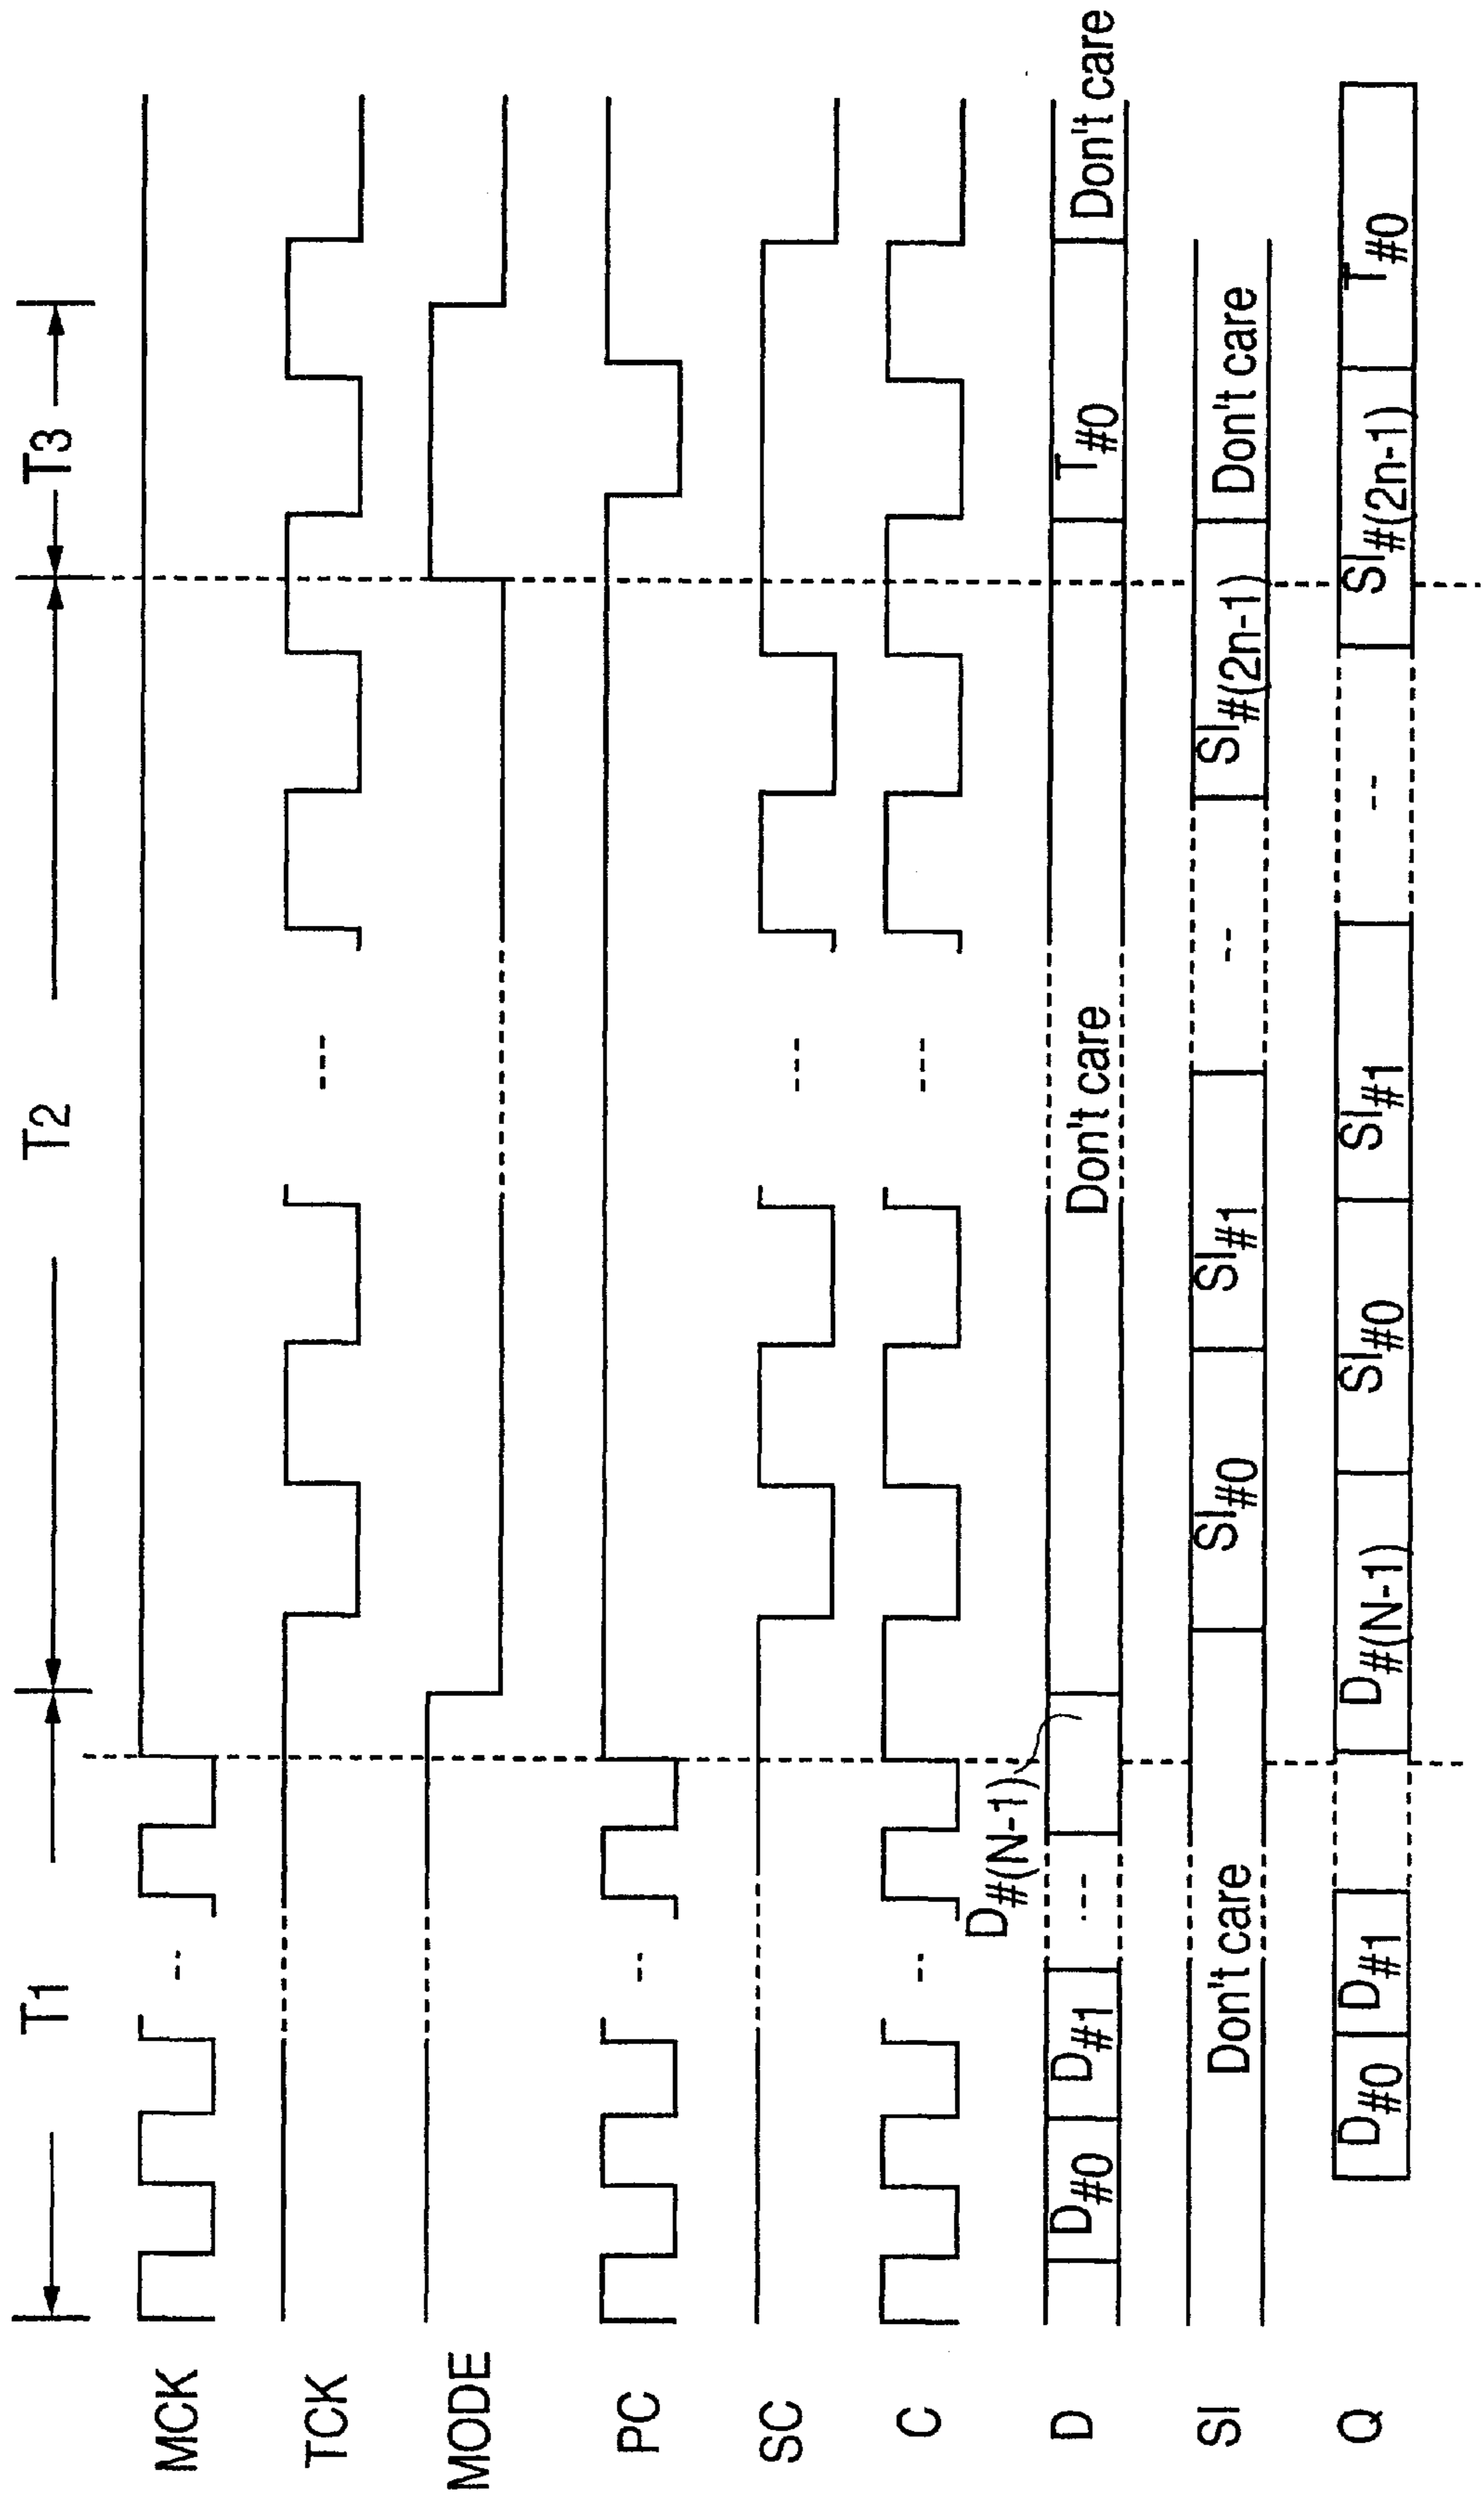 T1 T2 T3
MCK -- 
TCK ---
MODE
PC --
SC ---
C -- ---
D D#0 D#1 --- D#(N-1) Don't care T#0 Don't care
SI Don't care SI#0 SI#1 -- SI#(2n-1) Don't care
Q D#0 D#1 D#(N-1) SI#0 SI#1 -- SI#(2n-1) T#0